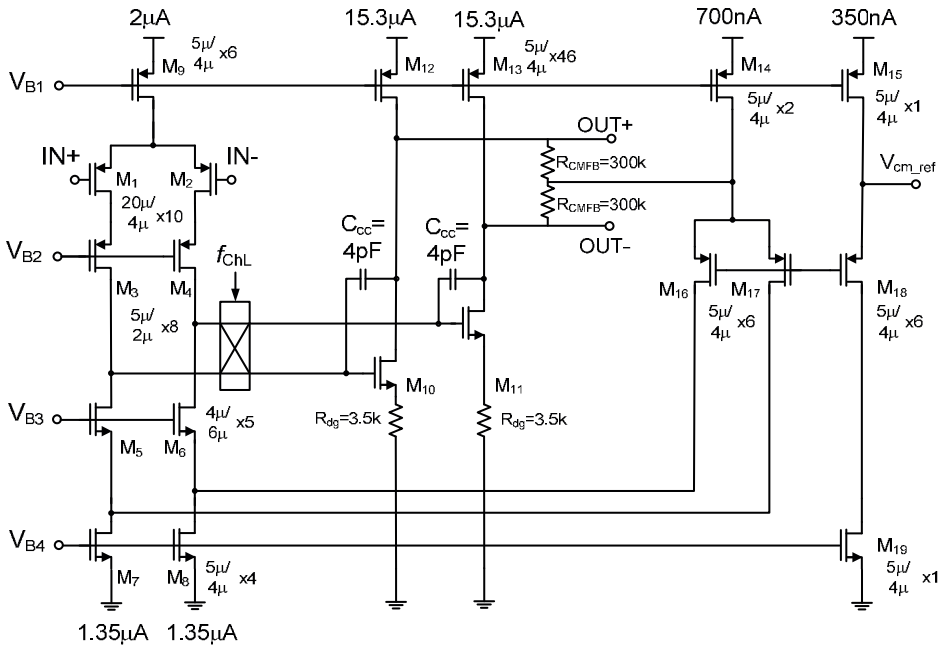 2µA
15.3µA
15.3µA
700nA
350nA
5µ/
4µ x6
5µ/
4µ x46
VB1
M9
M12
M13
M14
M15
5µ/
4µ x2
5µ/
4µ x1
IN+
IN-
OUT+
RCMFB=300k
RCMFB=300k
OUT-
Vcm_ref
M1
M2
20µ/
4µ x10
Ccc=
4pF
Ccc=
4pF
VB2
fChL
M3
M4
5µ/
2µ x8
M16
M17
M18
5µ/
4µ x6
5µ/
4µ x6
M10
M11
VB3
4µ/
6µ x5
Rdg=3.5k
Rdg=3.5k
M5
M6
VB4
M7
M8
5µ/
4µ x4
M19
5µ/
4µ x1
1.35µA
1.35µA